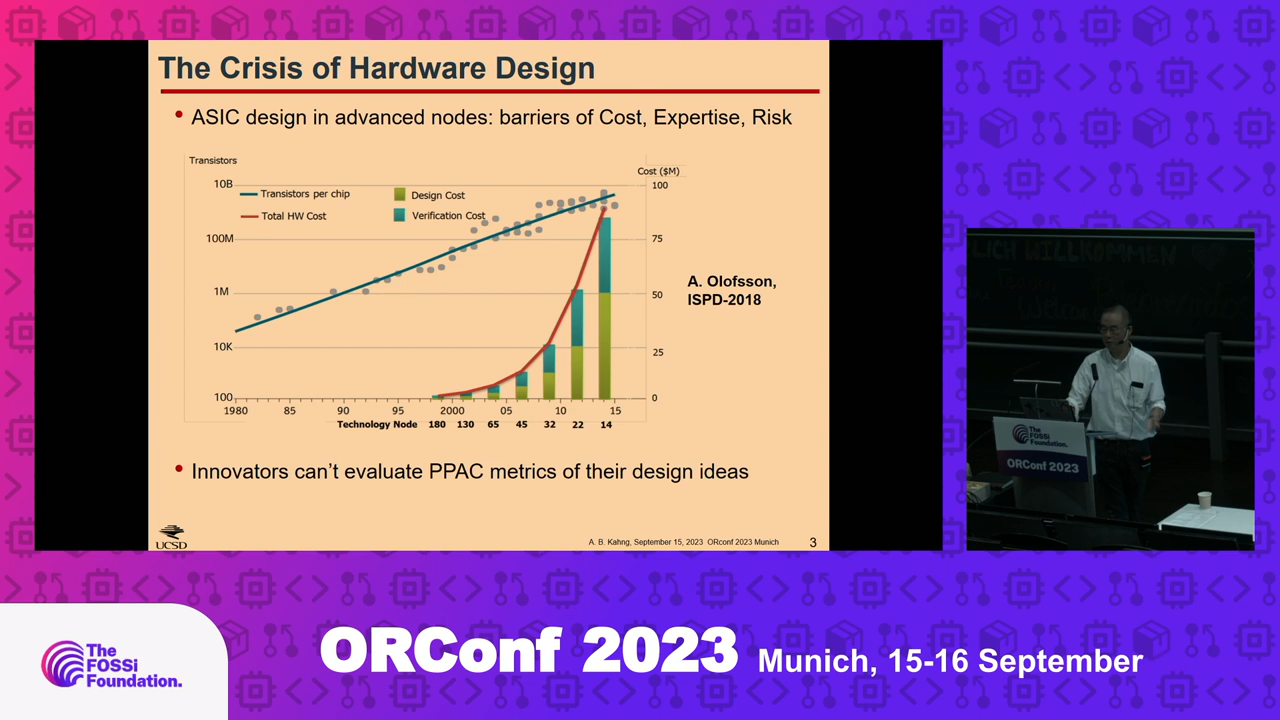 The Crisis of Hardware Design
• ASIC design in advanced nodes: barriers of Cost, Expertise, Risk
Transistors
Cost ($M)
10B
100M
1M
10K
100
Transistors per chip
Total HW Cost
Design Cost
Verification Cost
100
75
50
25
0
1980 85 90 95 2000 05 10 15
Technology Node 180 130 65 45 32 22 14
A. Olofsson,
ISPD-2018
• Innovators can't evaluate PPAC metrics of their design ideas
UCSD
A. B. Kahng, September 15, 2023 ORconf 2023 Munich
3
LICH WILLKOMMEN
The
FOSSi
Foundation.
ORConf 2023
The
FOSSi
Foundation.
ORConf 2023 Munich, 15-16 September